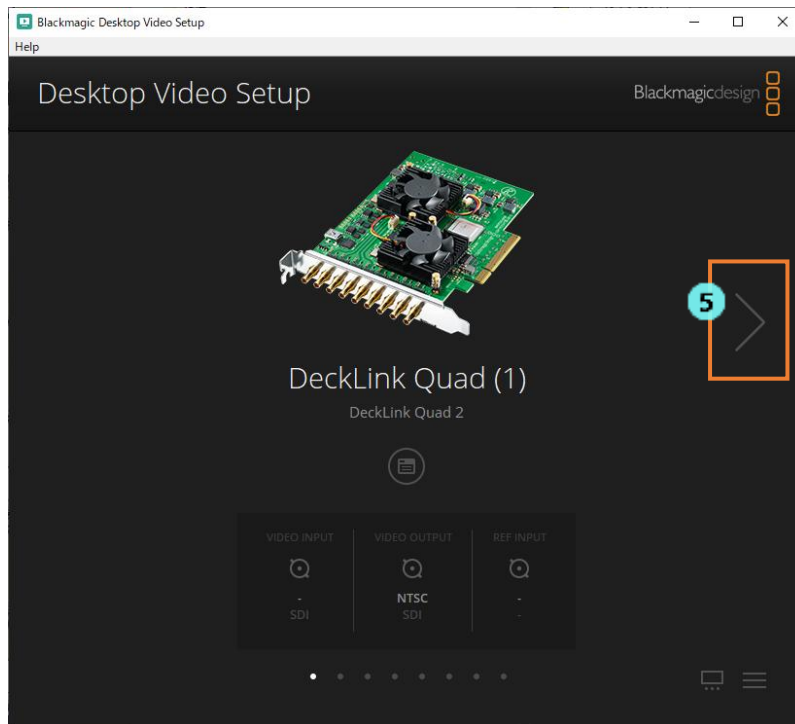 Blackmagic Desktop Video Setup
Help
Desktop Video Setup
Blackmagicdesign
5
DeckLink Quad (1)
DeckLink Quad 2
VIDEO INPUT VIDEO OUTPUT REF INPUT
- NTSC -
SDI SDI -